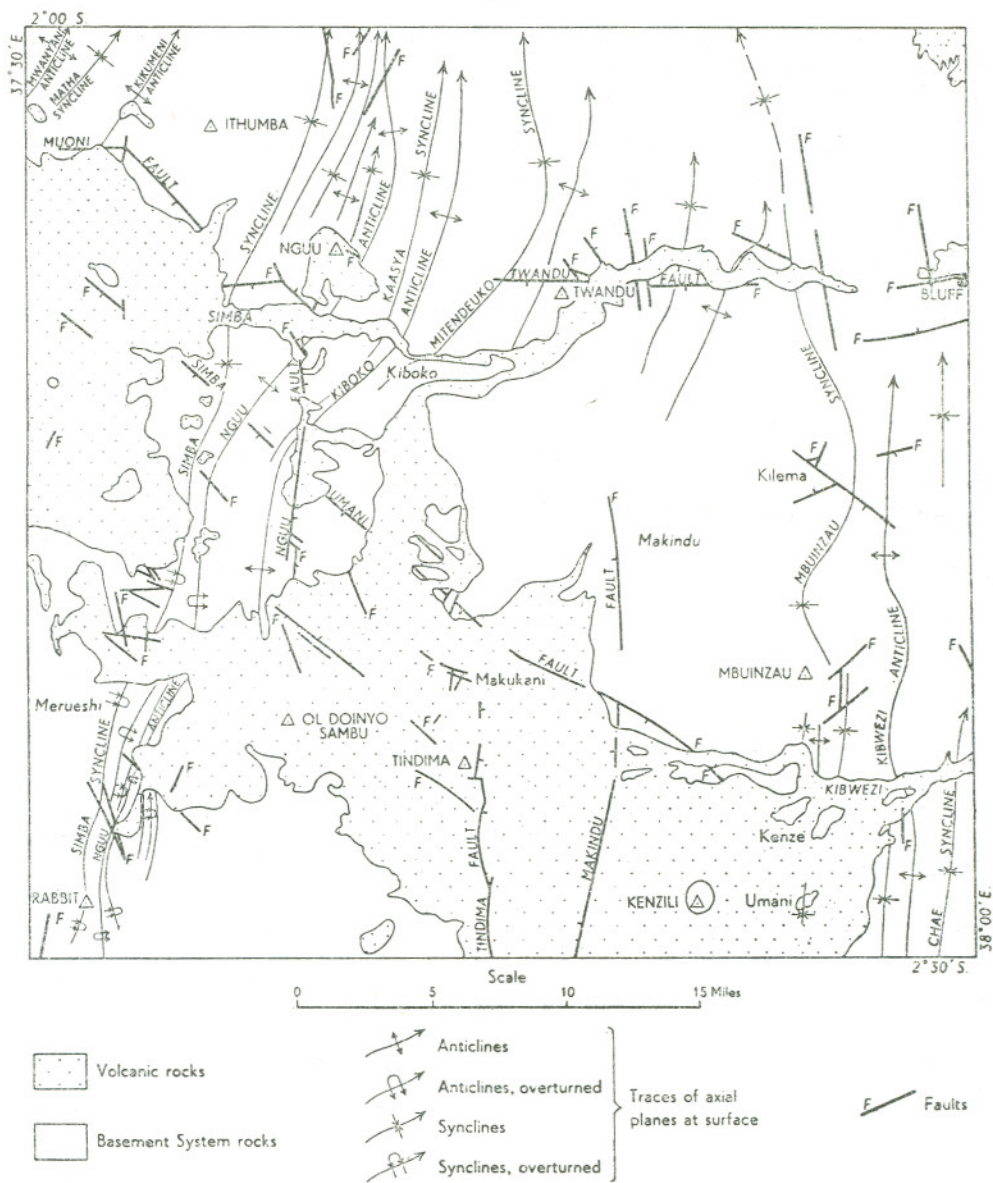 2°00' S.
37°30' E
MWANYANI
ANTICLINE
MATHA
SYNCLINE
KIKUMENI
ANTICLINE
F
F
F
ITHUMBA
MUONI
FAULT
SYNCLINE
NGUU
F
ANTICLINE
KAASYA
SYNCLINE
ANTICLINE
MITENDEUKO
SYNCLINE
F
F
F
F
F
TWANDU
FAULT
F
TWANDU
F
F
BLUFF
F
F
F
SIMBA
F
SIMBA
FAULT
KIBOKO
Kiboko
SYNCLINE
F
SIMBA
NGUU
F
F
Kilema
F
UMANI
NGUU
F
F
Makindu
FAULT
MBUINZAU
F
F
F
F
F
FAULT
Makukani
MBUINZAU
F
F
F
ANTICLINE
KIBWEZI
Merueshi
ANTICLINE
SYNCLINE
OL DOINYO
SAMBU
F
TINDIMA
F
F
F
F
KIBWEZI
SIMBA
NGUU
F
F
FAULT
MAKINDU
Kenze
F
SYNCLINE
CHAE
RABBIT
F
TINDIMA
KENZILI
Umani
38°00' E.
2°30' S.
Scale
0 5 10 15 Miles
Volcanic rocks
Basement System rocks
Anticlines
Anticlines, overturned
Synclines
Synclines, overturned
Traces of axial
planes at surface
F Faults